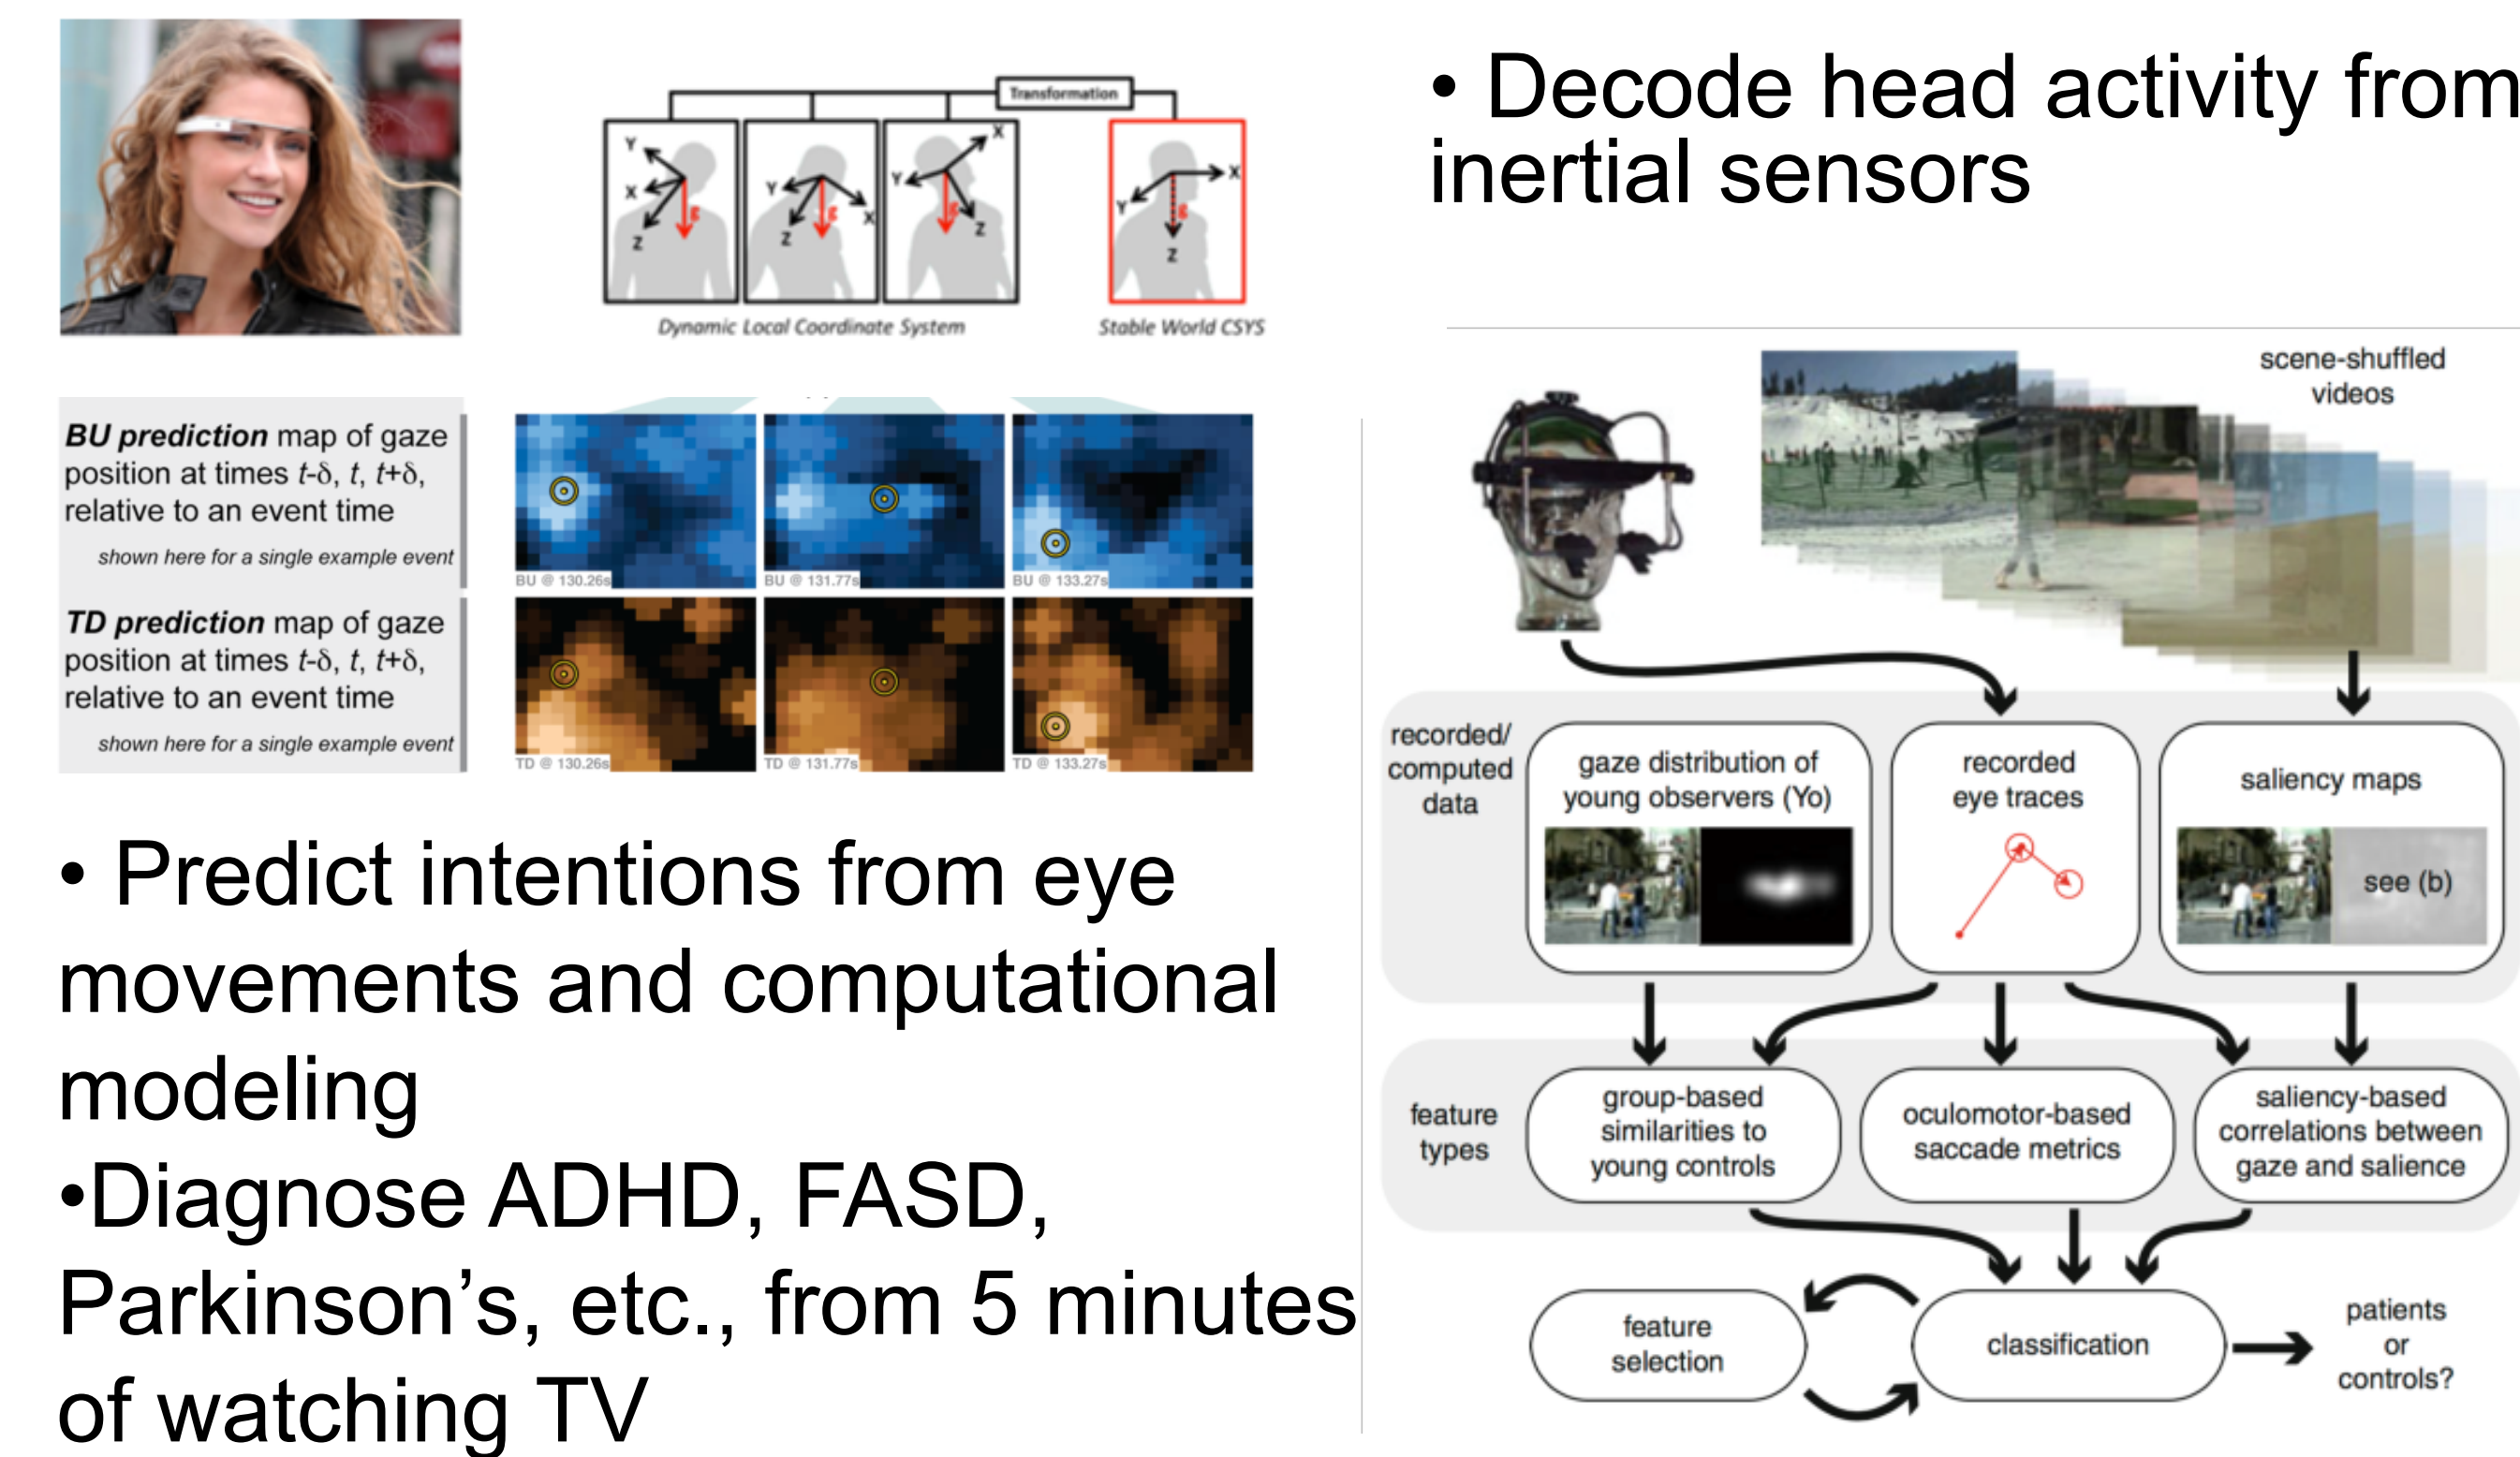 • Decode head activity from
inertial sensors
Transformation
Y
X
Z
g
Y
X
Z
g
Y
X
Z
g
X
Y
g
Z
Dynamic Local Coordinate System
Stable World CSYS
BU prediction map of gaze
position at times t-δ, t, t+δ,
relative to an event time
shown here for a single example event
BU @ 130.26s
BU @ 131.77s
BU @ 133.27s
TD prediction map of gaze
position at times t-δ, t, t+δ,
relative to an event time
shown here for a single example event
TD @ 130.26s
TD @ 131.77s
TD @ 133.27s
• Predict intentions from eye
movements and computational
modeling
•Diagnose ADHD, FASD,
Parkinson’s, etc., from 5 minutes
of watching TV
scene-shuffled
videos
recorded/
computed
data
gaze distribution of
young observers (Yo)
recorded
eye traces
saliency maps
see (b)
feature
types
group-based
similarities to
young controls
oculomotor-based
saccade metrics
saliency-based
correlations between
gaze and salience
feature
selection
classification
patients
or
controls?